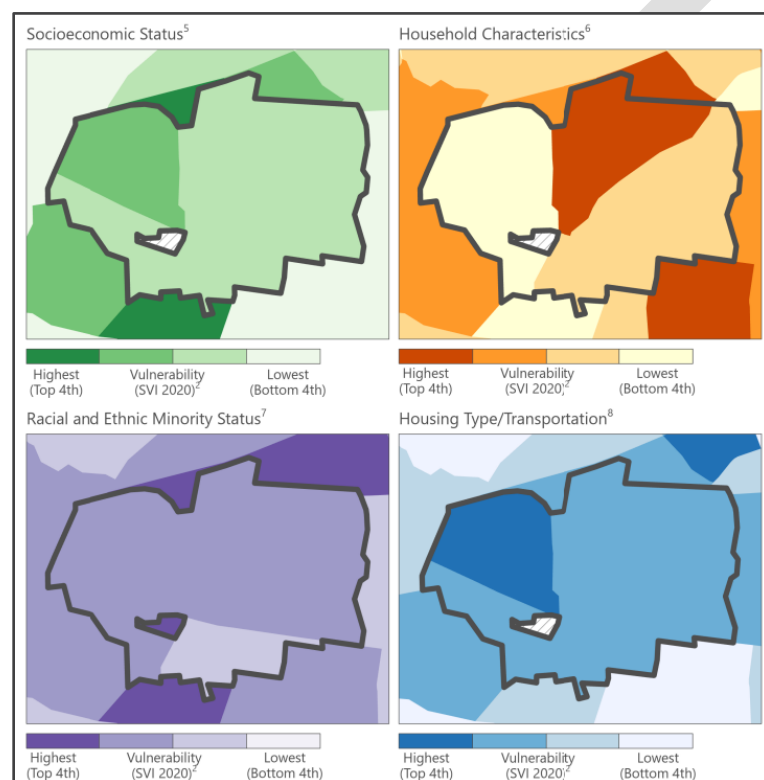 Socioeconomic Status5
Household Characteristics6
Highest
(Top 4th)
Vulnerability
(SVI 2020)2
Lowest
(Bottom 4th)
Highest
(Top 4th)
Vulnerability
(SVI 2020)2
Lowest
(Bottom 4th)
Racial and Ethnic Minority Status7
Housing Type/Transportation8
Highest
(Top 4th)
Vulnerability
(SVI 2020)2
Lowest
(Bottom 4th)
Highest
(Top 4th)
Vulnerability
(SVI 2020)2
Lowest
(Bottom 4th)